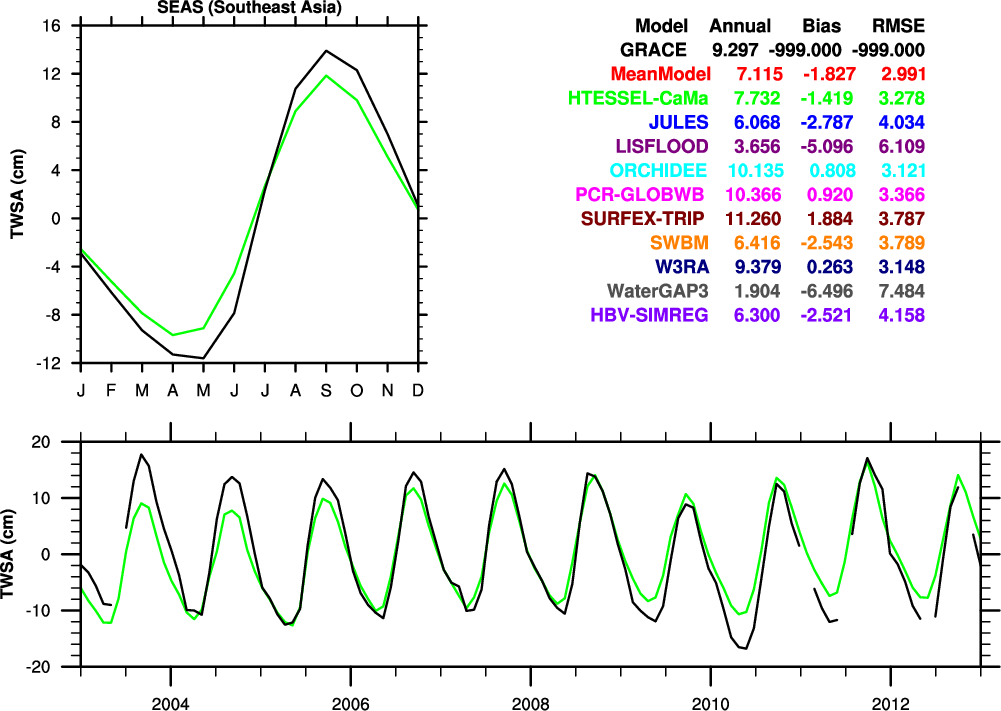 SEAS (Southeast Asia)
16
12
8
4
0
-4
-8
-12
TWSA (cm)
J F M A M J J A S O N D
Model Annual Bias RMSE
GRACE 9.297 -999.000 -999.000
MeanModel 7.115 -1.827 2.991
HTESSEL-CaMa 7.732 -1.419 3.278
JULES 6.068 -2.787 4.034
LISFLOOD 3.656 -5.096 6.109
ORCHIDEE 10.135 0.808 3.121
PCR-GLOBWB 10.366 0.920 3.366
SURFEX-TRIP 11.260 1.884 3.787
SWBM 6.416 -2.543 3.789
W3RA 9.379 0.263 3.148
WaterGAP3 1.904 -6.496 7.484
HBV-SIMREG 6.300 -2.521 4.158
20
10
0
-10
-20
TWSA (cm)
2004 2006 2008 2010 2012